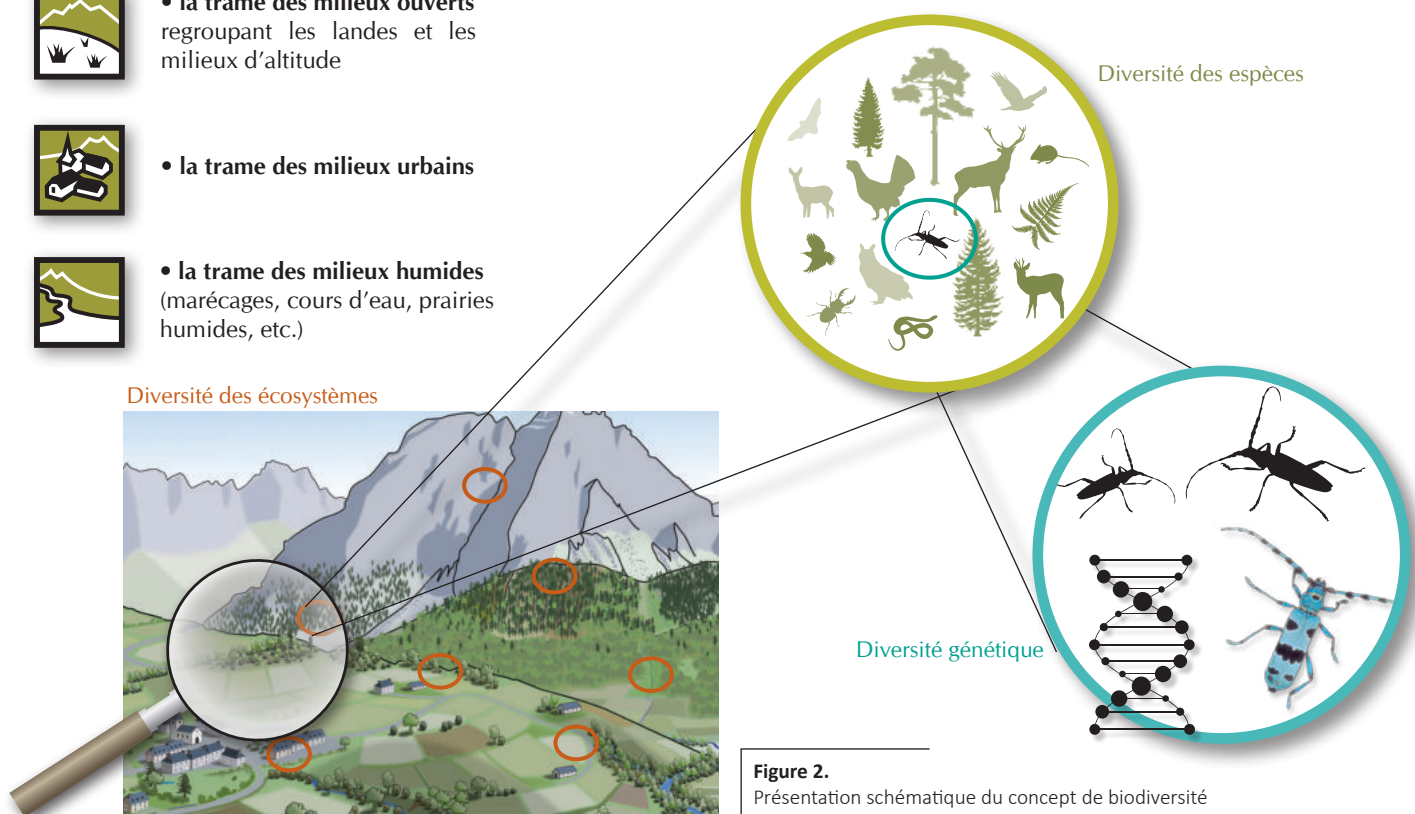 • la trame des milieux ouverts
regroupant les landes et les
milieux d'altitude
• la trame des milieux urbains
• la trame des milieux humides
(marécages, cours d'eau, prairies
humides, etc.)
Diversité des espèces
Diversité des écosystèmes
Diversité génétique
Figure 2.
Présentation schématique du concept de biodiversité